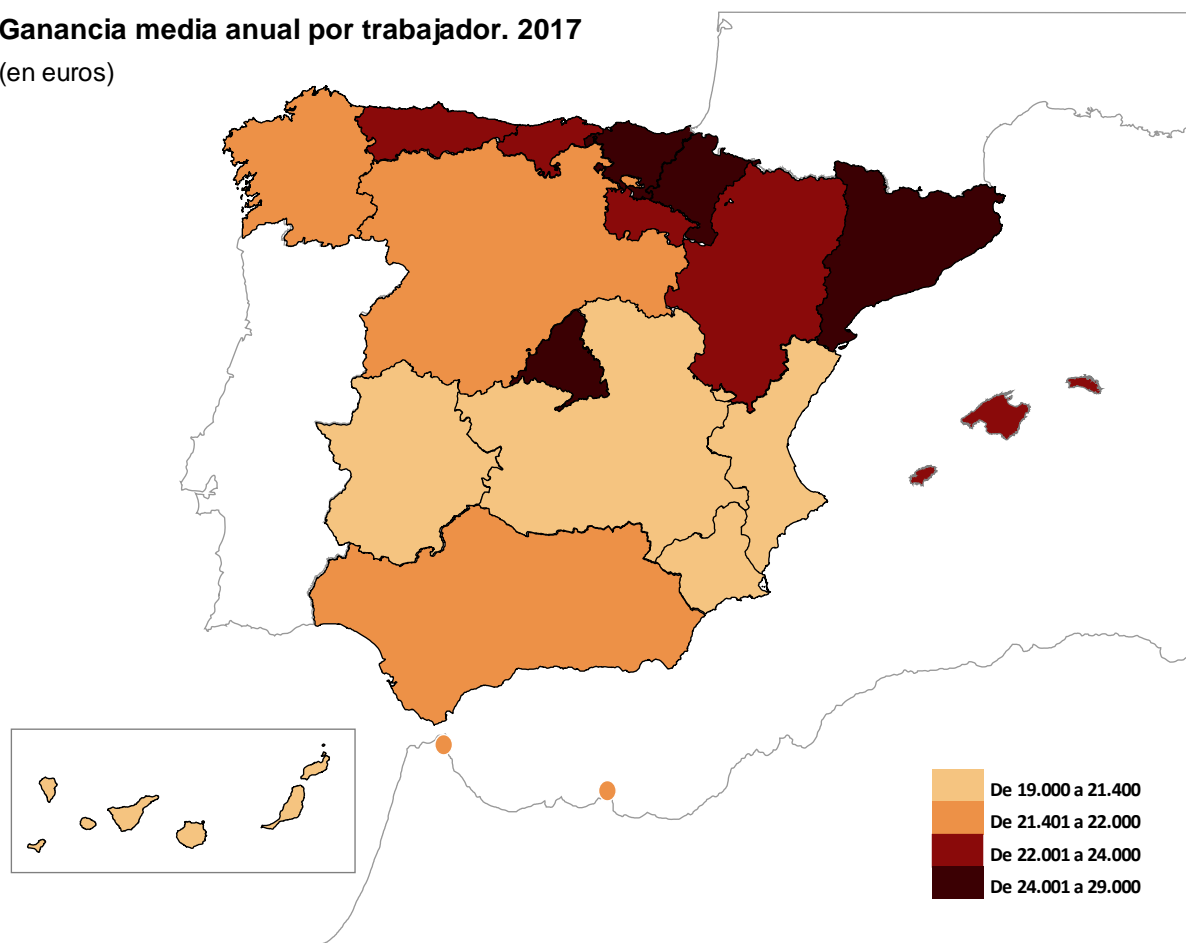 Ganancia media anual por trabajador. 2017
(en euros)
De 19.000 a 21.400
De 21.401 a 22.000
De 22.001 a 24.000
De 24.001 a 29.000